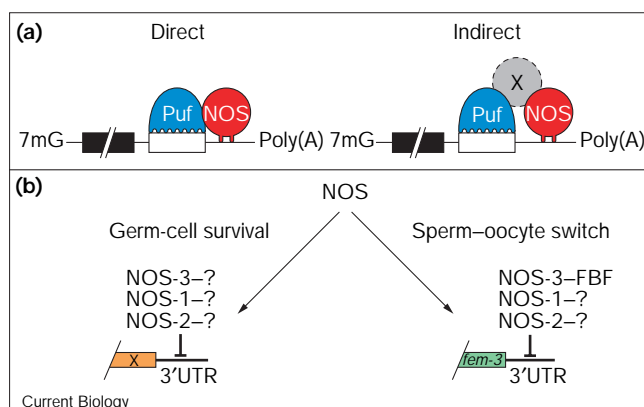 (a)
Direct
Indirect
X
Puf
NOS
Puf
NOS
7mG
Poly(A)
7mG
Poly(A)
(b)
NOS
Germ-cell survival
Sperm–oocyte switch
NOS-3–?
NOS-1–?
NOS-2–?
NOS-3–FBF
NOS-1–?
NOS-2–?
X
3′UTR
fem-3
3′UTR
Current Biology